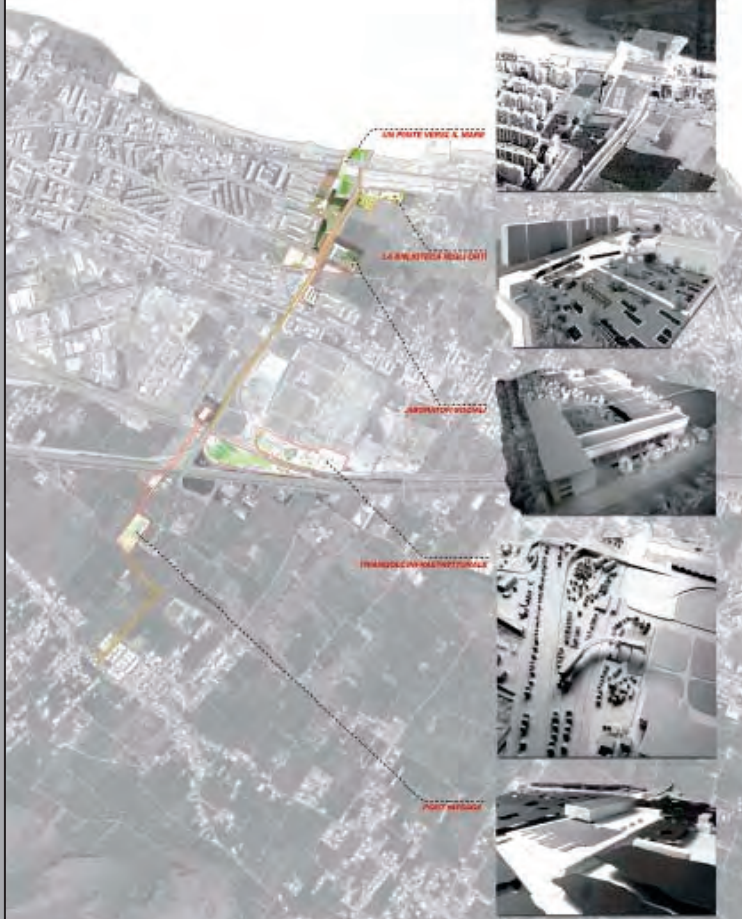 UN PONTE VERSO IL MARE
LA BIBLIOTECA DEGLI ORTI
LABORATORI SOCIALI
TRIANGOLO INFRASTRUTTURALE